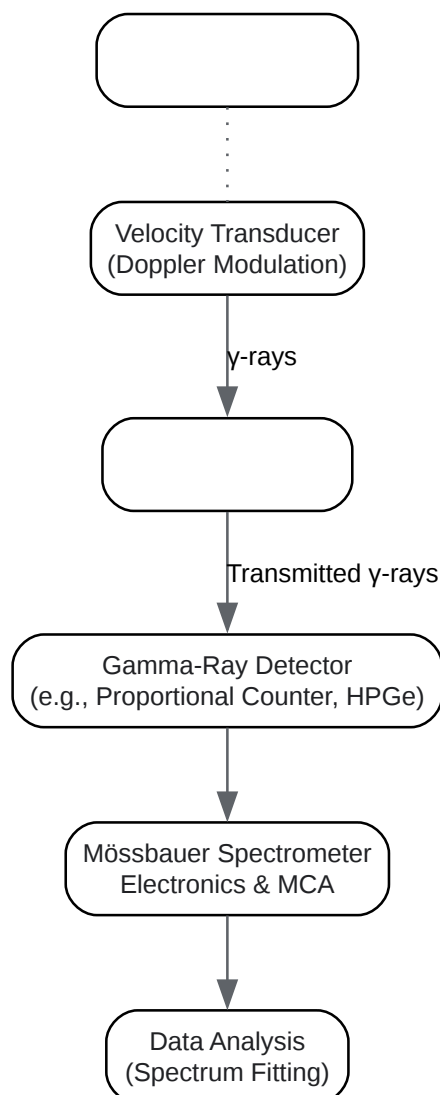 Velocity Transducer
(Doppler Modulation)
γ-rays
Transmitted γ-rays
Gamma-Ray Detector
(e.g., Proportional Counter, HPGe)
Mössbauer Spectrometer
Electronics & MCA
Data Analysis
(Spectrum Fitting)